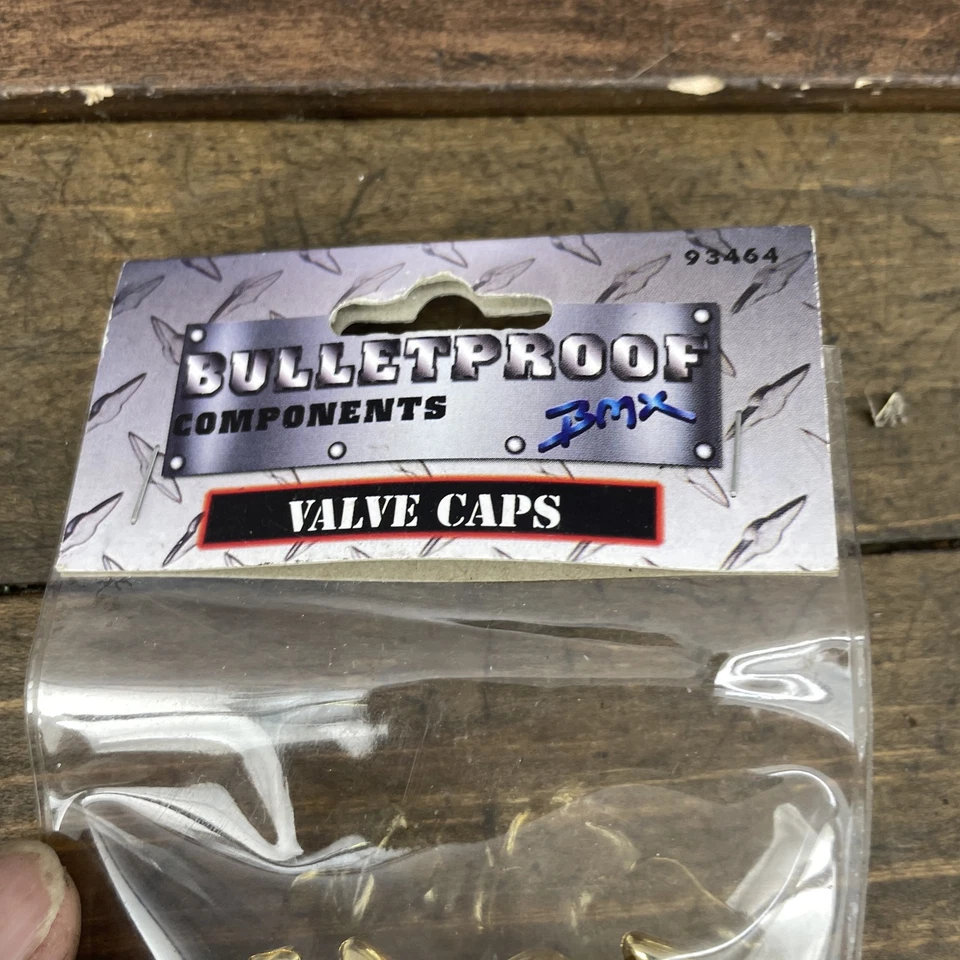 93464
BULLETPROOF
COMPONENTS
BMX
VALVE CAPS